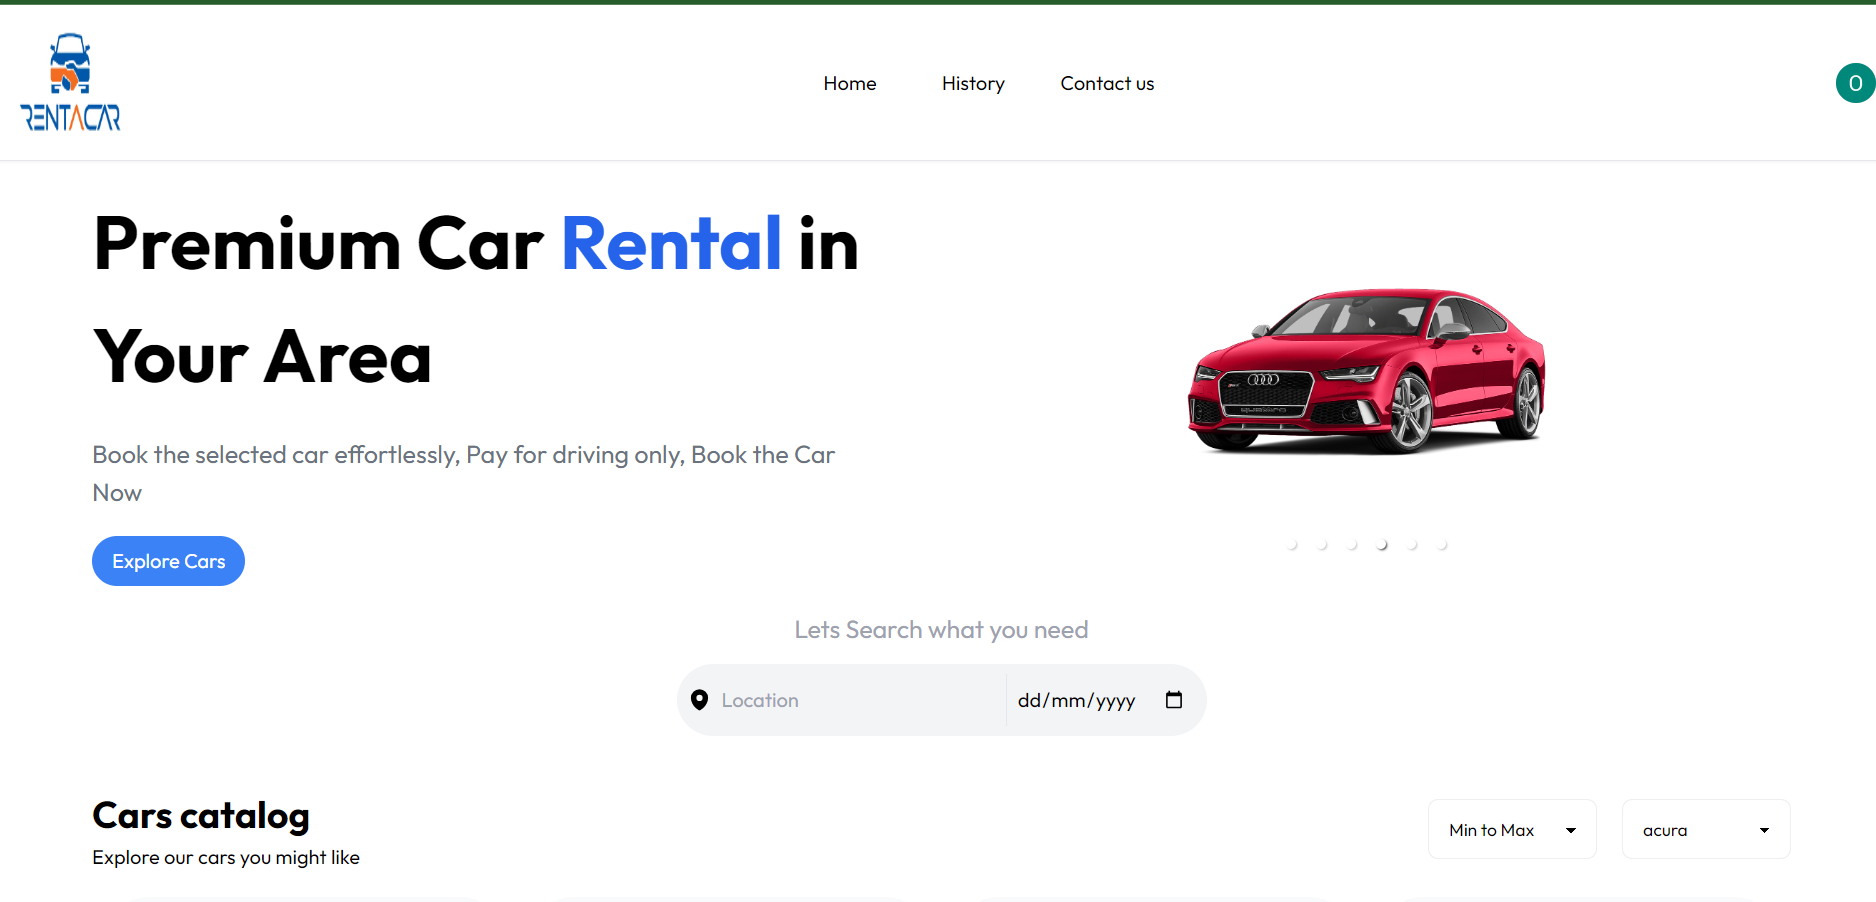 RENTACAR
Home
History
Contact us
O
Premium Car Rental in
Your Area
Book the selected car effortlessly, Pay for driving only, Book the Car
Now
Explore Cars
Lets Search what you need
Location
dd/mm/yyyy
Cars catalog
Explore our cars you might like
Min to Max
acura